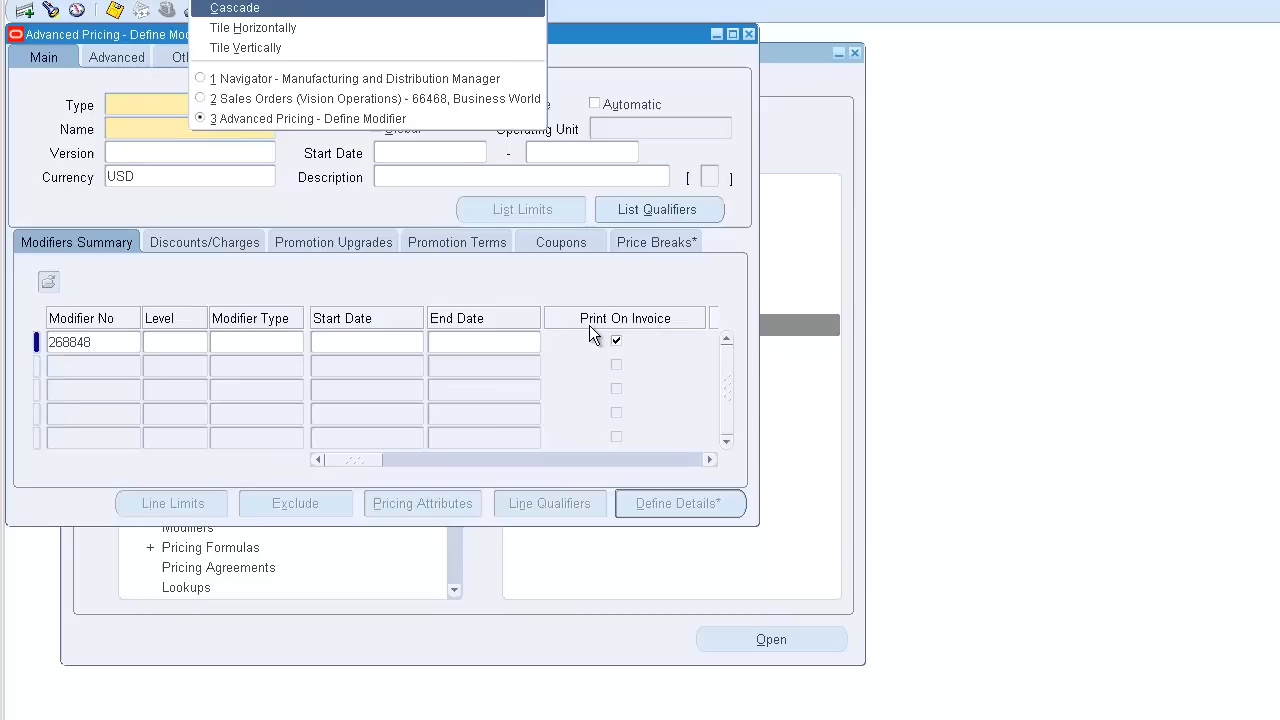 Cascade
Tile Horizontally
Tile Vertically
1 Navigator - Manufacturing and Distribution Manager
2 Sales Orders (Vision Operations) - 66468, Business World
3 Advanced Pricing - Define Modifier
Advanced Pricing - Define
Main Advanced
Type Automatic
Name Global Operating Unit
Version Start Date -
Currency USD Description [ ]
List Limits List Qualifiers
Modifiers Summary Discounts/Charges Promotion Upgrades Promotion Terms Coupons Price Breaks*
Modifier No Level Modifier Type Start Date End Date Print On Invoice
268848
Line Limits Exclude Pricing Attributes Line Qualifiers Define Details*
Modifiers
+ Pricing Formulas
Pricing Agreements
Lookups
Open